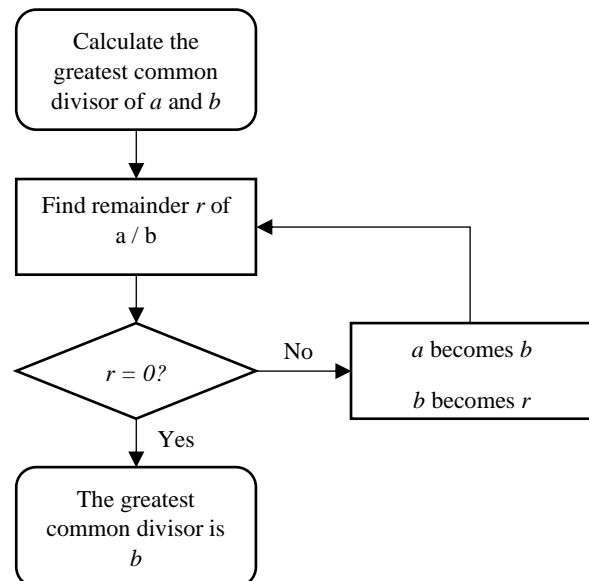 Calculate the
greatest common
divisor of a and b
Find remainder r of
a / b
r = 0?
No
a becomes b
b becomes r
Yes
The greatest
common divisor is
b